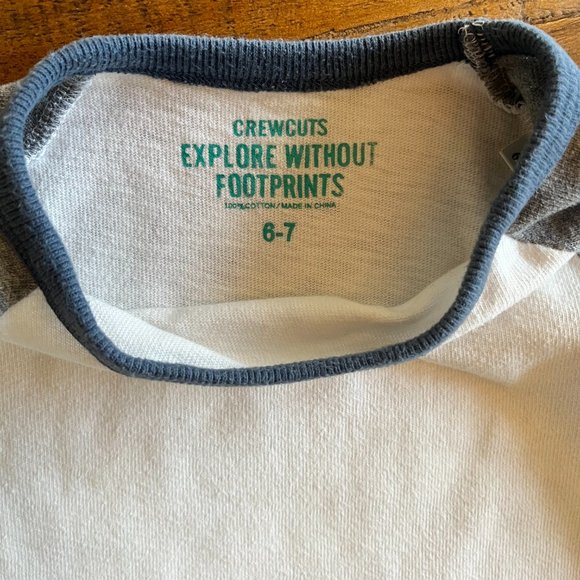 CREWCUTS
EXPLORE WITHOUT
FOOTPRINTS
100% COTTON / MADE IN CHINA
6-7